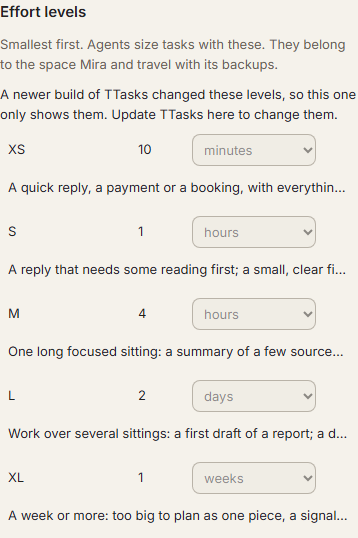 Effort levels
Smallest first. Agents size tasks with these. They belong
to the space Mira and travel with its backups.
A newer build of TTasks changed these levels, so this one
only shows them. Update TTasks here to change them.
XS 10 minutes
A quick reply, a payment or a booking, with everythin...
S 1 hours
A reply that needs some reading first; a small, clear fi...
M 4 hours
One long focused sitting: a summary of a few source...
L 2 days
Work over several sittings: a first draft of a report; a d...
XL 1 weeks
A week or more: too big to plan as one piece, a signal...